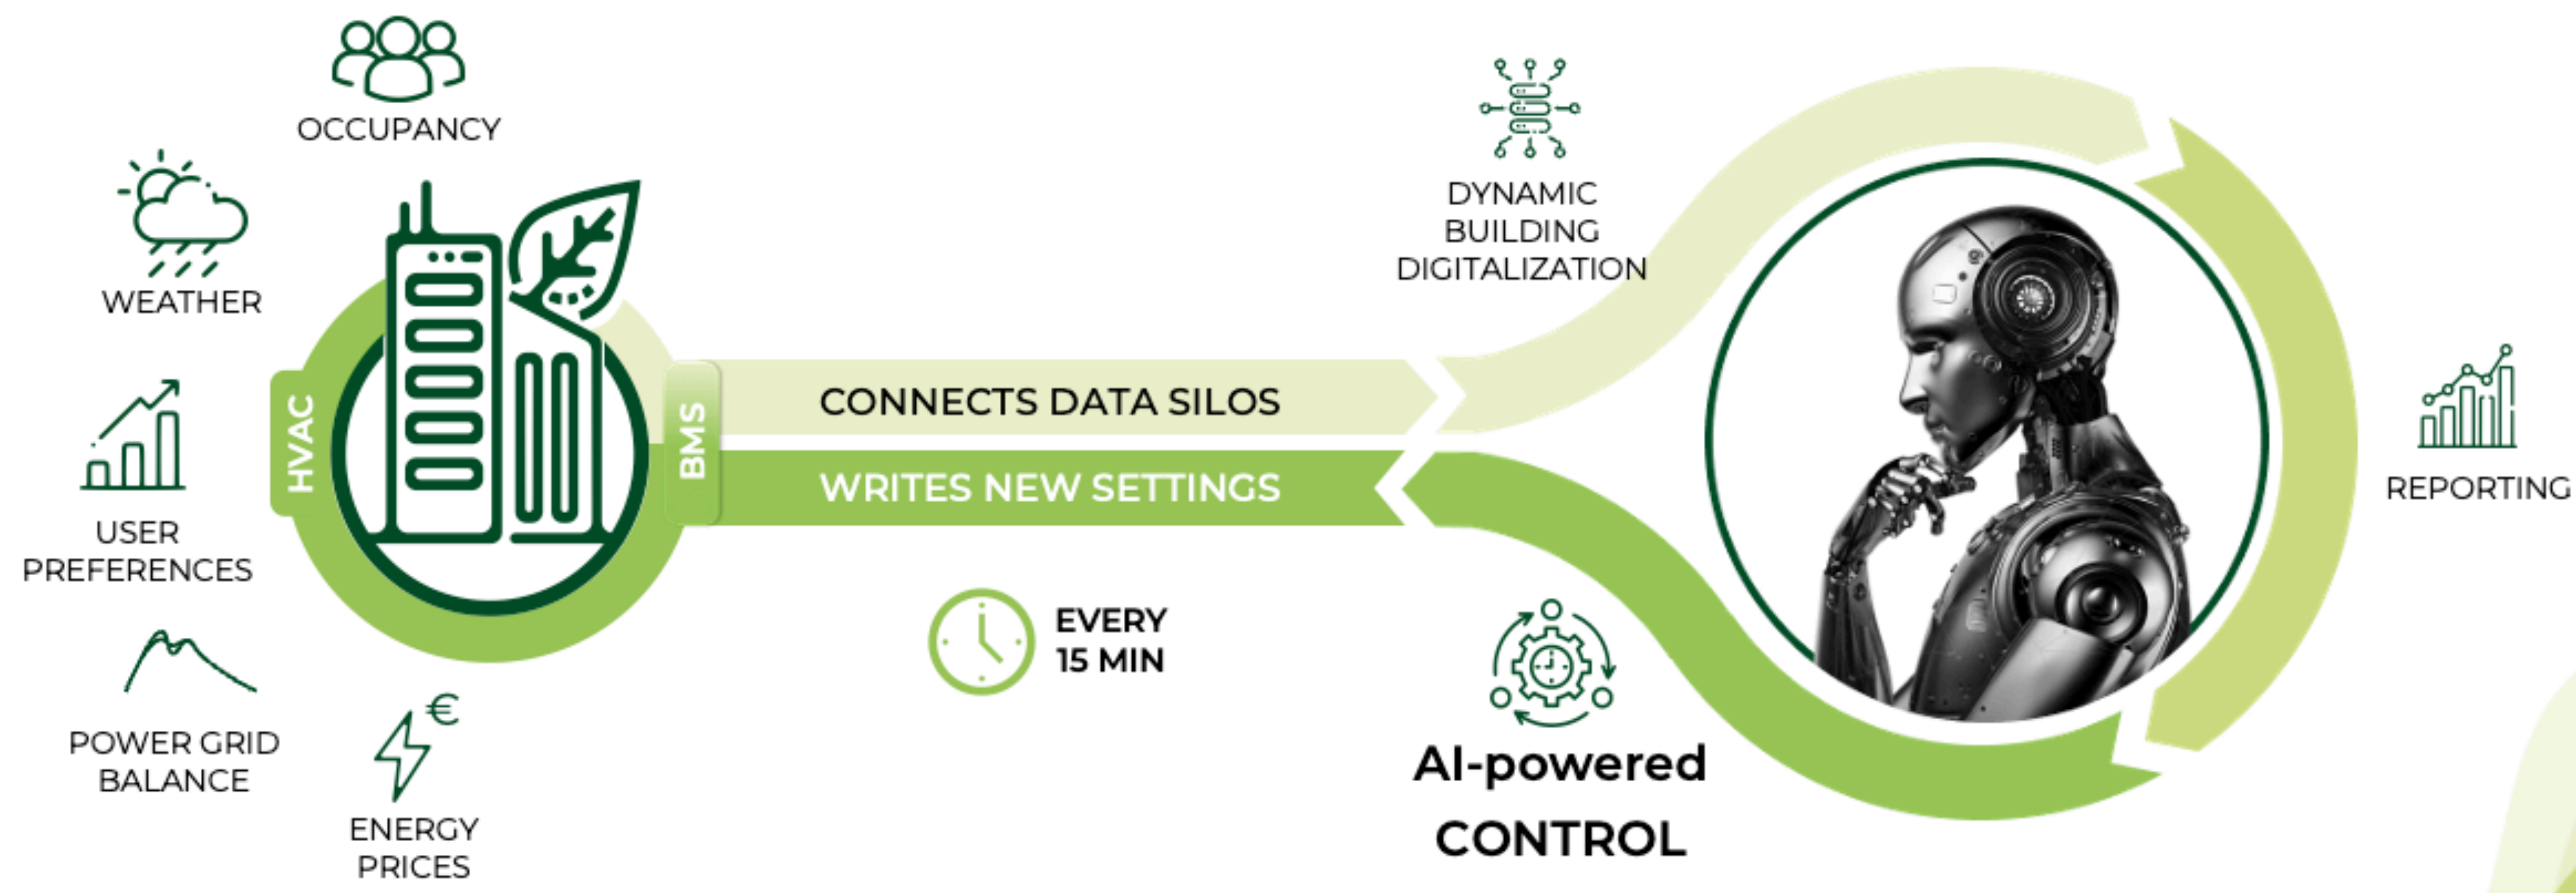 OCCUPANCY
WEATHER
USER
PREFERENCES
POWER GRID
BALANCE
€
ENERGY
PRICES
HVAC
BMS
CONNECTS DATA SILOS
WRITES NEW SETTINGS
EVERY
15 MIN
DYNAMIC
BUILDING
DIGITALIZATION
AI-powered
CONTROL
REPORTING